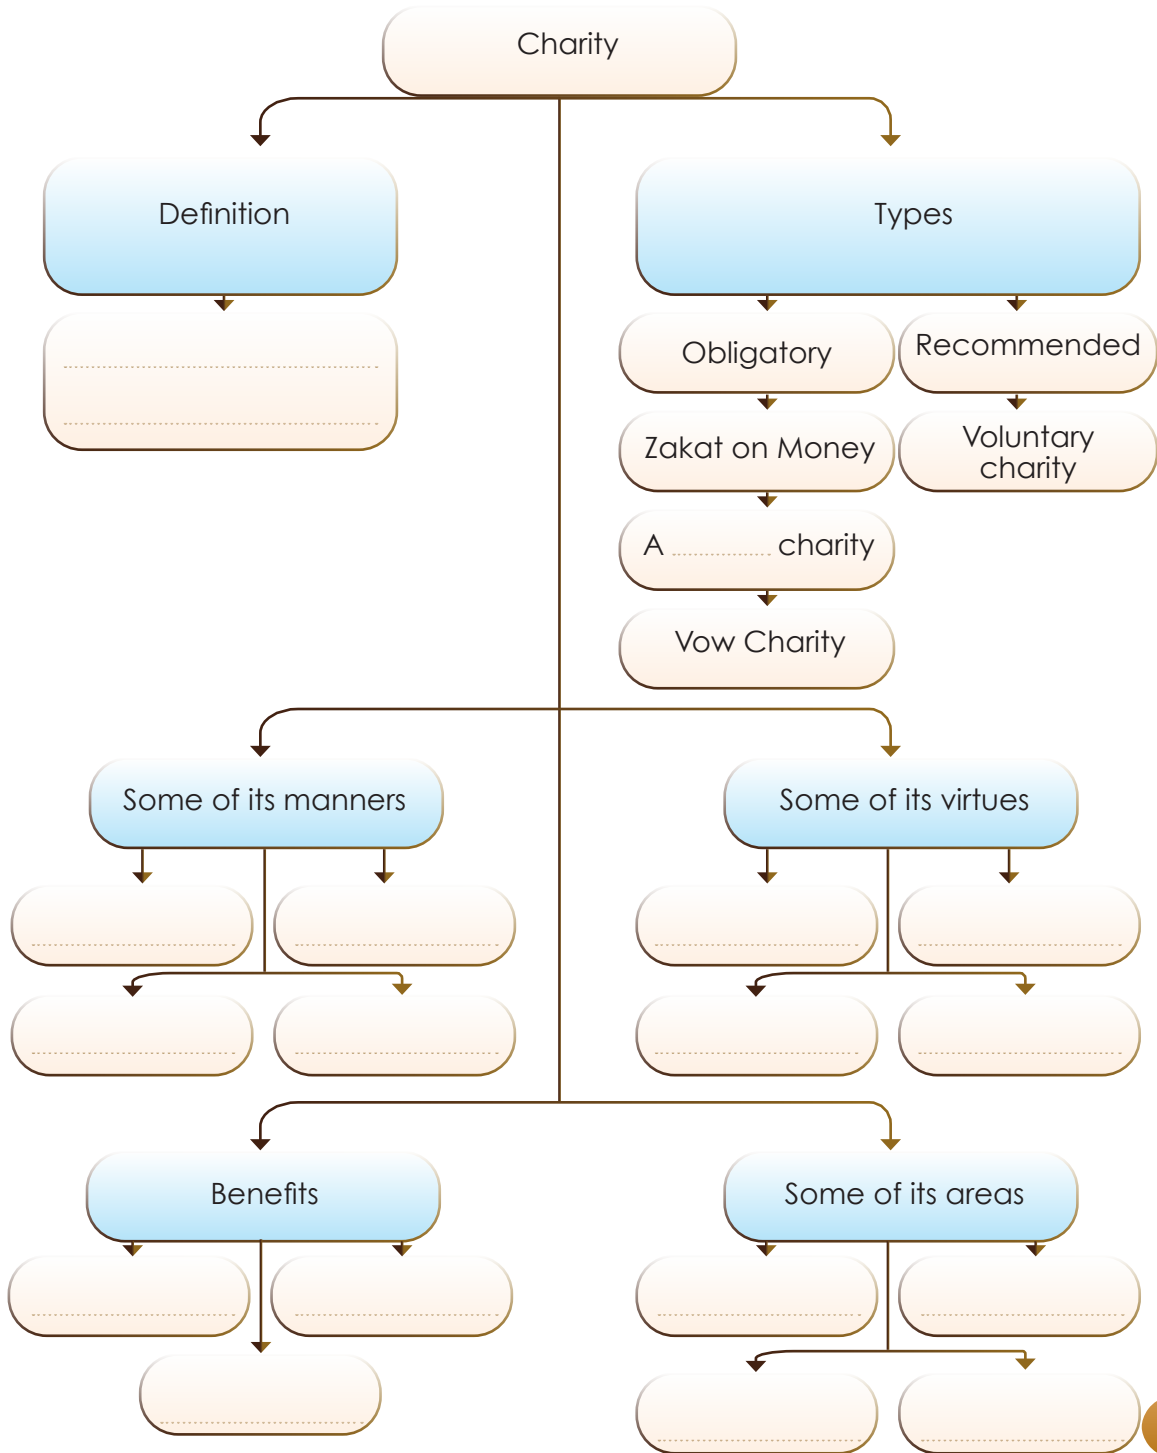 Charity
Definition
Types
Obligatory
Recommended
Zakat on Money
Voluntary
charity
A ................... charity
Vow Charity
Some of its manners
Some of its virtues
Benefits
Some of its areas